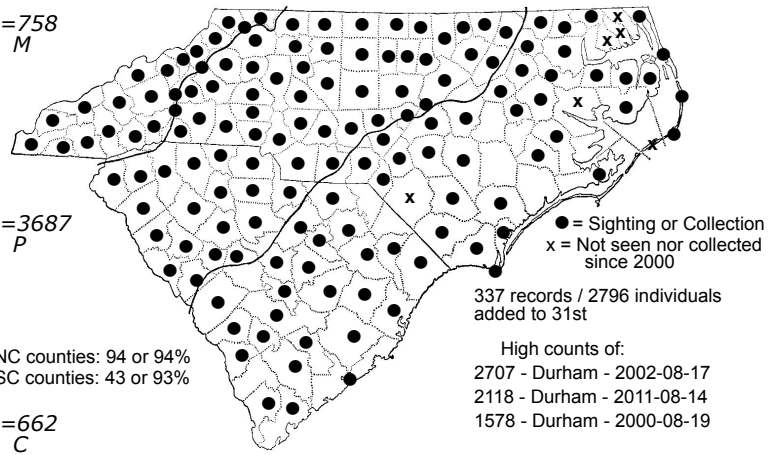 =758
M
=3687
P
● = Sighting or Collection
x = Not seen nor collected
since 2000
337 records / 2796 individuals
added to 31st
NC counties: 94 or 94%
SC counties: 43 or 93%
High counts of:
2707 - Durham - 2002-08-17
2118 - Durham - 2011-08-14
1578 - Durham - 2000-08-19
=662
C